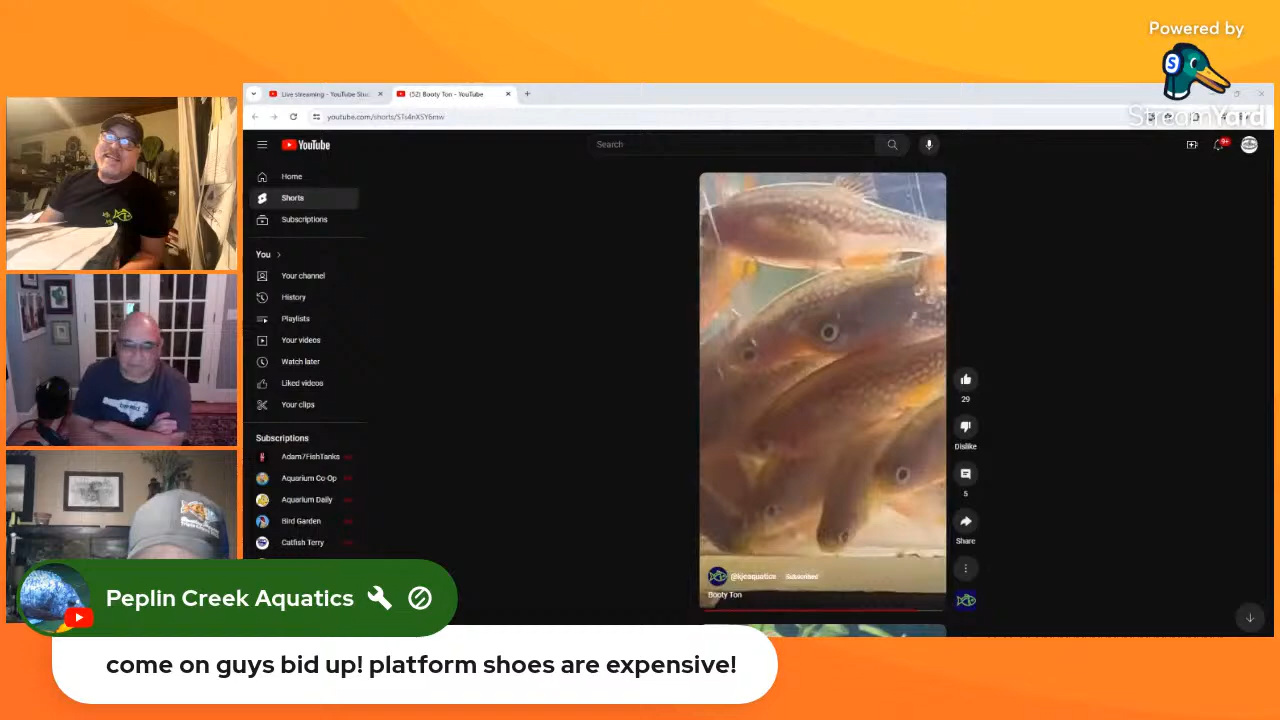 Powered by
StreamYard
Live streaming - YouTube Stu
(52) Booty Ton - YouTube
YouTube
Search
9+
Home
Shorts
Subscriptions
You
Your channel
History
Playlists
Your videos
Watch later
Liked videos
Your clips
Subscriptions
Adam7FishTanks
Aquarium Co-Op
Aquarium Daily
Bird Garden
Catfish Terry
29
Dislike
5
Share
@kjeaquatics
Subscribed
Booty Ton
Peplin Creek Aquatics
come on guys bid up! platform shoes are expensive!